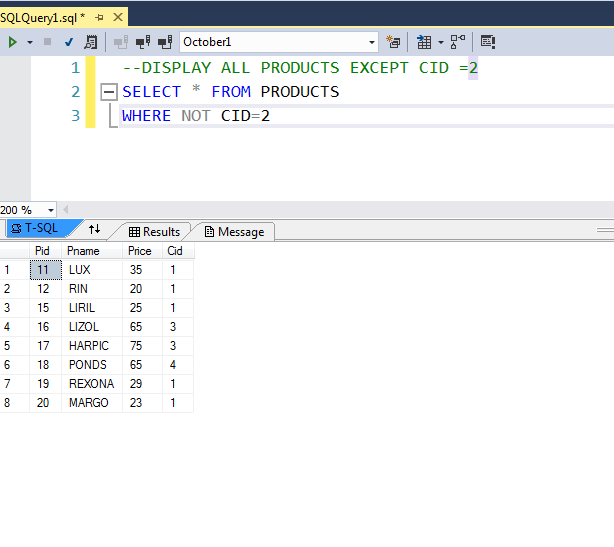 SQLQuery1.sql *
October1
1 --DISPLAY ALL PRODUCTS EXCEPT CID =2
2 SELECT * FROM PRODUCTS
3 WHERE NOT CID=2
200 %
T-SQL Results Message
Pid Pname Price Cid
1 11 LUX 35 1
2 12 RIN 20 1
3 15 LIRIL 25 1
4 16 LIZOL 65 3
5 17 HARPIC 75 3
6 18 PONDS 65 4
7 19 REXONA 29 1
8 20 MARGO 23 1